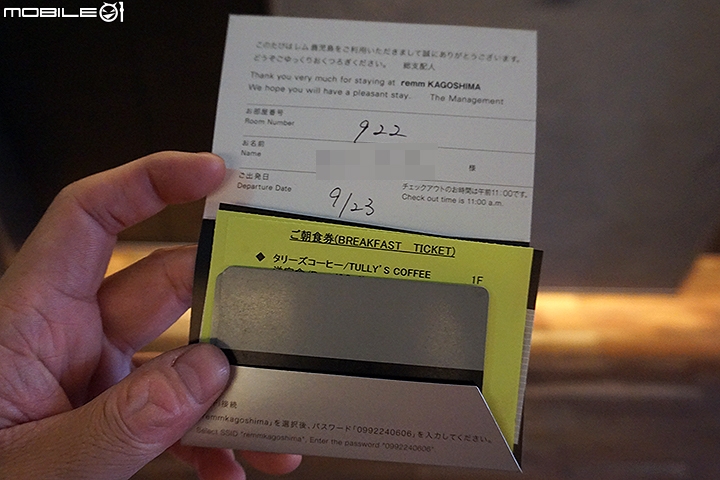 MOBILE01
このたびはレム鹿児島をご利用いただきまして誠にありがとうございます。
どうぞごゆっくりおくつろぎください。 総支配人
Thank you very much for staying at remm KAGOSHIMA
We hope you will have a pleasant stay. The Management
お部屋番号
Room Number 922
お名前
Name 様
ご出発日
Departure Date 9/23
チェックアウトのお時間は午前11:00です。
Check out time is 11:00 a.m.
ご朝食券(BREAKFAST TICKET)
◆ タリーズコーヒー/TULLY'S COFFEE 1F
接続
remmkagoshima」を選択後、パスワード「0992240606」を入力してください。
Select SSID "remmkagoshima", Enter the password "0992240606"